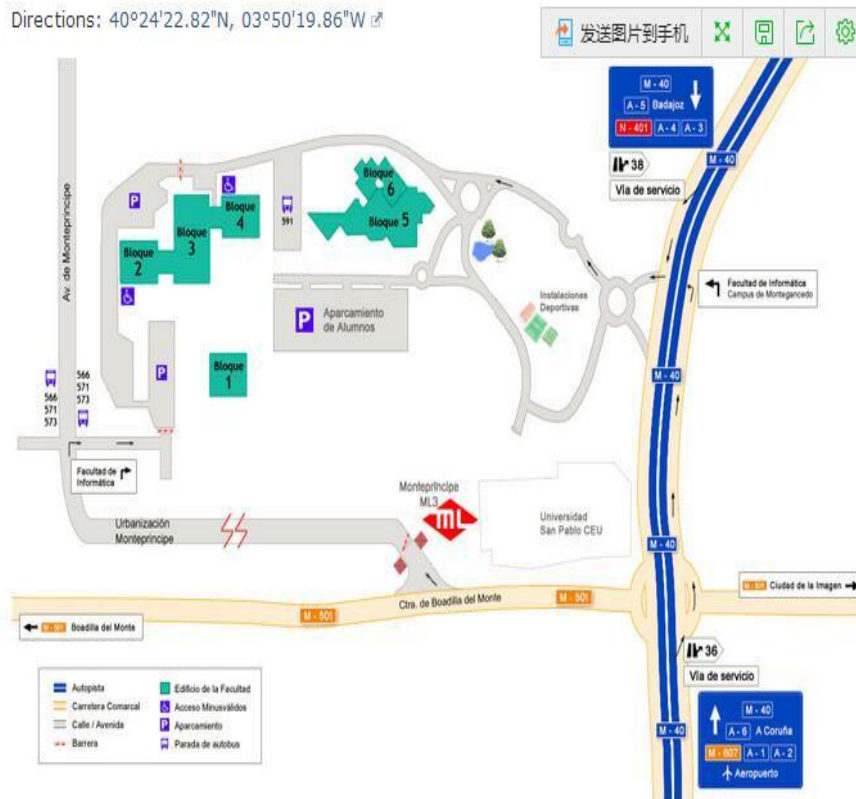 Directions: 40°24'22.82"N, 03°50'19.86"W
发送图片到手机
M - 40
A - 5 Badajoz
N - 401 A - 4 A - 3
38
Vía de servicio
M - 40
Av. de Monteprincipe
P
Bloque
2
Bloque
3
Bloque
4
591
Bloque
6
Bloque
5
Facultad de Informática
Campus de Montegancedo
Instalaciones
Deportivas
P
Aparcamiento
de Alumnos
Bloque
1
P
M - 40
566
571
573
566
571
573
Facultad de
Informática
Monteprincipe
ML3
ML
Universidad
San Pablo CEU
Urbanización
Monteprincipe
M - 40
M - 501 Ciudad de la Imagen
Ctra. de Boadilla del Monte
M - 501
M - 501
M - 501 Boadilla del Monte
36
Vía de servicio
Autopista
Carretera Comarcal
Calle / Avenida
Barrera
Edificio de la Facultad
Acceso Minusválidos
P Aparcamiento
Parada de autobus
M - 40
M - 40
A - 6 A Coruña
M - 607 A - 1 A - 2
Aeropuerto